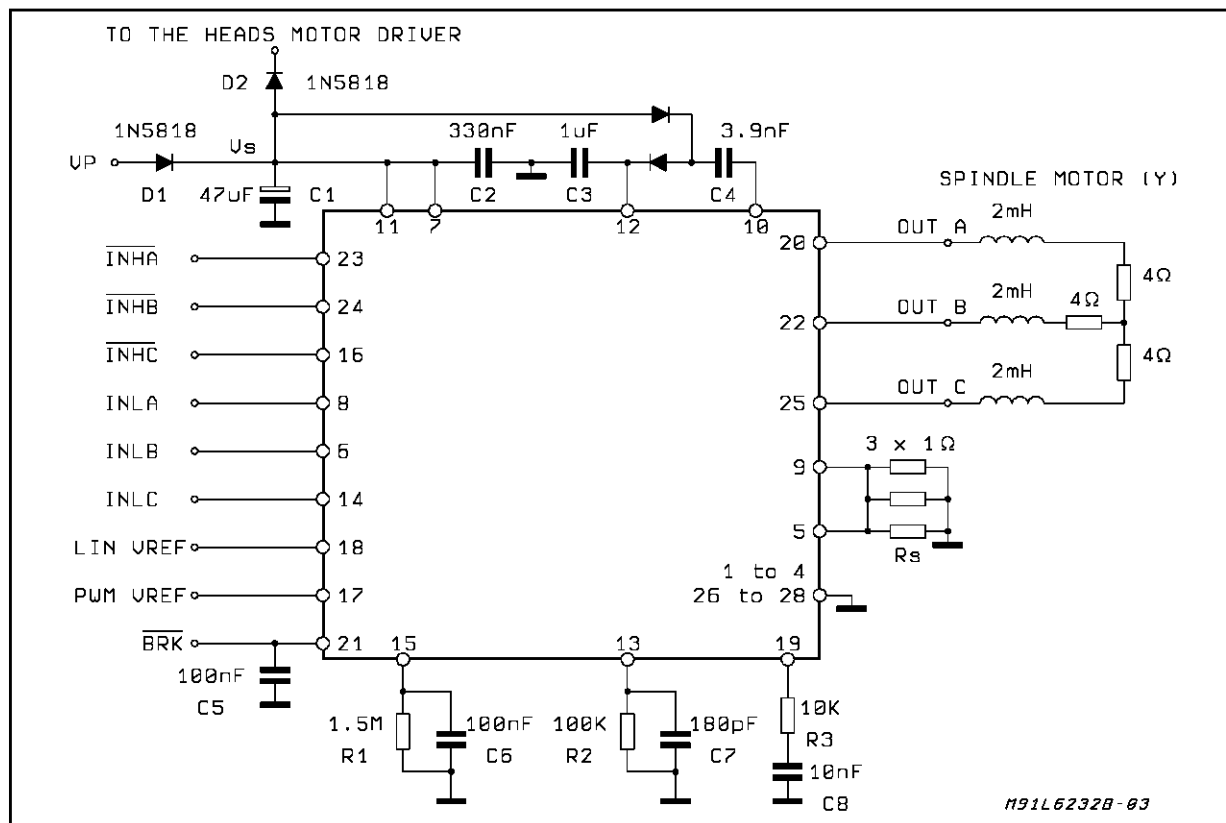 TO THE HEADS MOTOR DRIVER
D2 1N5818
1N5818 330nF 1uF 3.9nF
Vs
VP
D1 47uF C1 C2 C3 C4
SPINDLE MOTOR (Y)
11 7 12 10
INHA 23
INHB 24
INHC 16
INLA 8
INLB 6
INLC 14
LIN VREF 18
PWM VREF 17
BRK 21
20 OUT A 2mH
4Ω
22 OUT B 2mH 4Ω
4Ω
25 OUT C 2mH
3 x 1Ω
9
5
Rs
1 to 4
26 to 28
15 13 19
100nF
C5
1.5M 100nF
R1 C6
100K 180pF
R2 C7
10K
R3
10nF
C8
M91L6232B-03